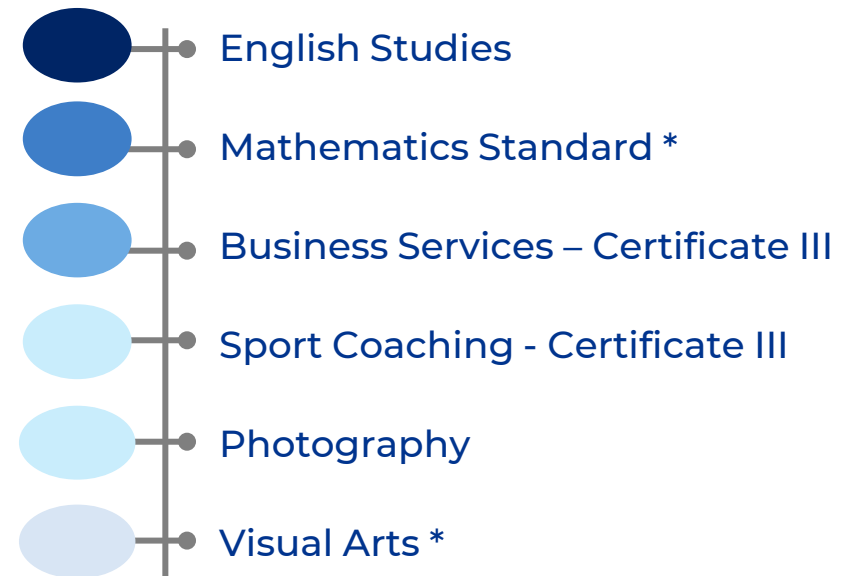 English Studies
Mathematics Standard *
Business Services – Certificate III
Sport Coaching - Certificate III
Photography
Visual Arts *